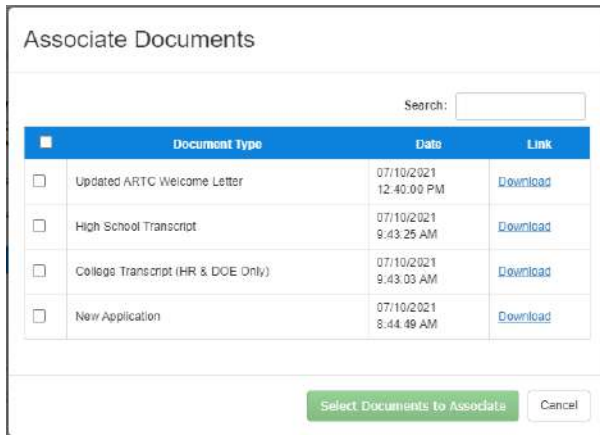 Associate Documents
Search:
Document Type Date Link
Updated ARTC Welcome Letter 07/10/2021 12:40:00 PM Download
High School Transcript 07/10/2021 9:43:25 AM Download
College Transcript (HR & DOE Only) 07/10/2021 9:43:03 AM Download
New Application 07/10/2021 8:44:49 AM Download
Select Documents to Associate Cancel